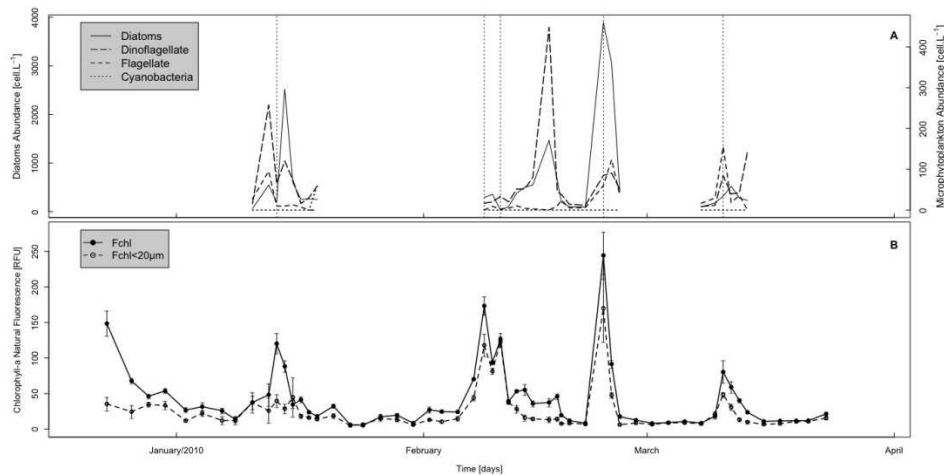 Diatoms
Dinoflagellate
Flagellate
Cyanobacteria
A
Diatoms Abundance [cell.L⁻¹]
0
1000
2000
3000
4000
Microphytoplankton Abundance [cell.L⁻¹]
0
100
200
300
400
Fchl
Fchl<20µm
B
Chlorophyll-a Natural Fluorescence [RFU]
0
50
100
150
200
250
January/2010
February
March
April
Time [days]